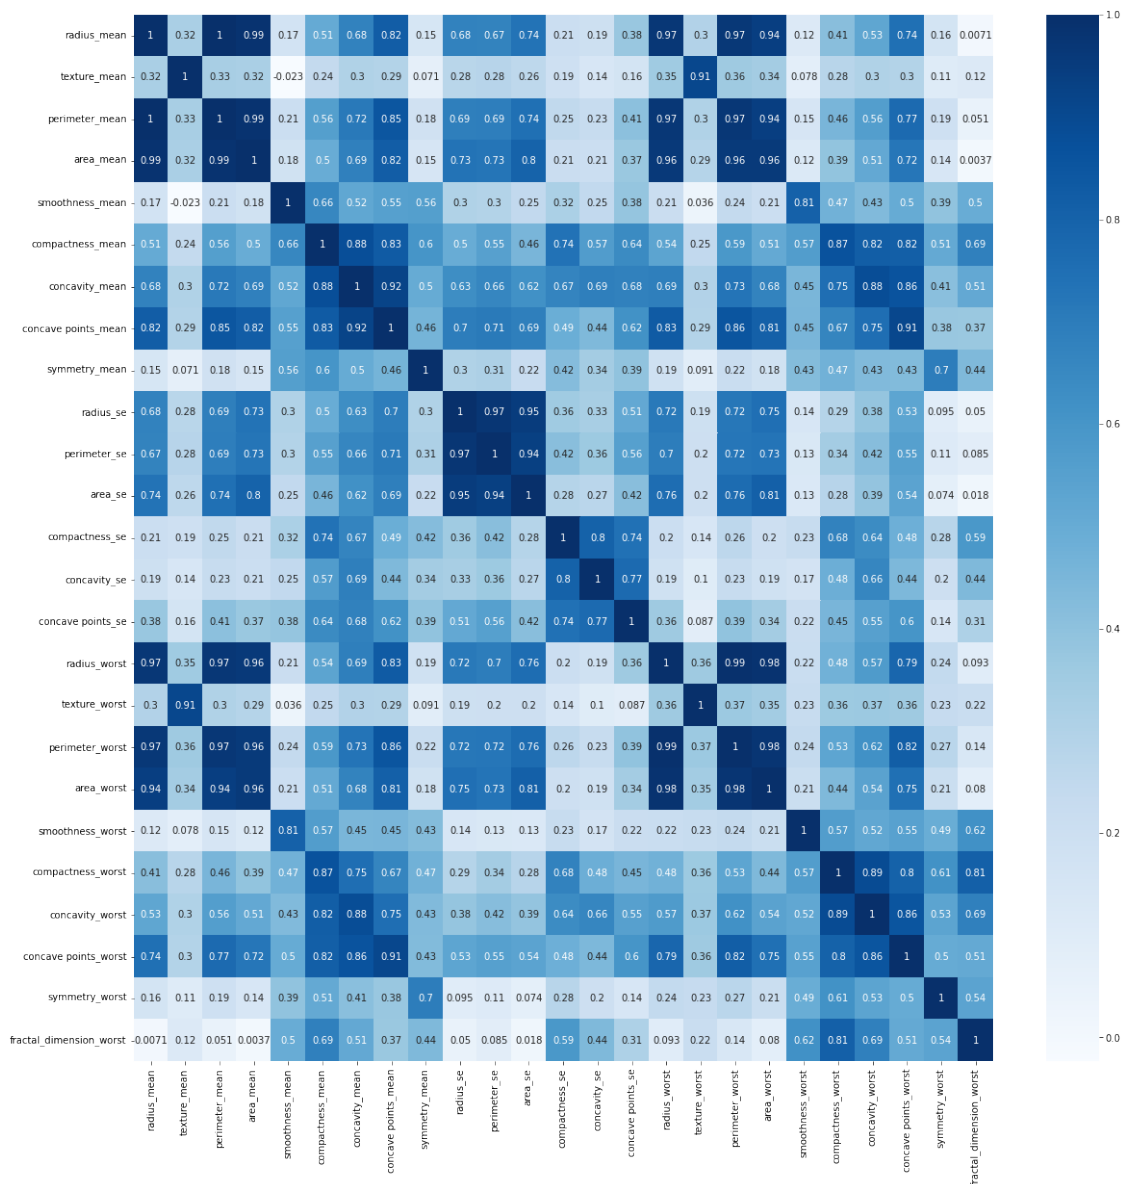 radius_mean 1 0.32 1 0.99 0.17 0.51 0.68 0.82 0.15 0.68 0.67 0.74 0.21 0.19 0.38 0.97 0.3 0.97 0.94 0.12 0.41 0.53 0.74 0.16 0.0071
texture_mean 0.32 1 0.33 0.32 -0.023 0.24 0.3 0.29 0.071 0.28 0.28 0.26 0.19 0.14 0.16 0.35 0.91 0.36 0.34 0.078 0.28 0.3 0.3 0.11 0.12
perimeter_mean 1 0.33 1 0.99 0.21 0.56 0.72 0.85 0.18 0.69 0.69 0.74 0.25 0.23 0.41 0.97 0.3 0.97 0.94 0.15 0.46 0.56 0.77 0.19 0.051
area_mean 0.99 0.32 0.99 1 0.18 0.5 0.69 0.82 0.15 0.73 0.73 0.8 0.21 0.21 0.37 0.96 0.29 0.96 0.96 0.12 0.39 0.51 0.72 0.14 0.0037
smoothness_mean 0.17 -0.023 0.21 0.18 1 0.66 0.52 0.55 0.56 0.3 0.3 0.25 0.32 0.25 0.38 0.21 0.036 0.24 0.21 0.81 0.47 0.43 0.5 0.39 0.5
compactness_mean 0.51 0.24 0.56 0.5 0.66 1 0.88 0.83 0.6 0.5 0.55 0.46 0.74 0.57 0.64 0.54 0.25 0.59 0.51 0.57 0.87 0.82 0.82 0.51 0.69
concavity_mean 0.68 0.3 0.72 0.69 0.52 0.88 1 0.92 0.5 0.63 0.66 0.62 0.67 0.69 0.68 0.69 0.3 0.73 0.68 0.45 0.75 0.88 0.86 0.41 0.51
concave points_mean 0.82 0.29 0.85 0.82 0.55 0.83 0.92 1 0.46 0.7 0.71 0.69 0.49 0.44 0.62 0.83 0.29 0.86 0.81 0.45 0.67 0.75 0.91 0.38 0.37
symmetry_mean 0.15 0.071 0.18 0.15 0.56 0.6 0.5 0.46 1 0.3 0.31 0.22 0.42 0.34 0.39 0.19 0.091 0.22 0.18 0.43 0.47 0.43 0.43 0.7 0.44
radius_se 0.68 0.28 0.69 0.73 0.3 0.5 0.63 0.7 0.3 1 0.97 0.95 0.36 0.33 0.51 0.72 0.19 0.72 0.75 0.14 0.29 0.38 0.53 0.095 0.05
perimeter_se 0.67 0.28 0.69 0.73 0.3 0.55 0.66 0.71 0.31 0.97 1 0.94 0.42 0.36 0.56 0.7 0.2 0.72 0.73 0.13 0.34 0.42 0.55 0.11 0.085
area_se 0.74 0.26 0.74 0.8 0.25 0.46 0.62 0.69 0.22 0.95 0.94 1 0.28 0.27 0.42 0.76 0.2 0.76 0.81 0.13 0.28 0.39 0.54 0.074 0.018
compactness_se 0.21 0.19 0.25 0.21 0.32 0.74 0.67 0.49 0.42 0.36 0.42 0.28 1 0.8 0.74 0.2 0.14 0.26 0.2 0.23 0.68 0.64 0.48 0.28 0.59
concavity_se 0.19 0.14 0.23 0.21 0.25 0.57 0.69 0.44 0.34 0.33 0.36 0.27 0.8 1 0.77 0.19 0.1 0.23 0.19 0.17 0.48 0.66 0.44 0.2 0.44
concave points_se 0.38 0.16 0.41 0.37 0.38 0.64 0.68 0.62 0.39 0.51 0.56 0.42 0.74 0.77 1 0.36 0.087 0.39 0.34 0.22 0.45 0.55 0.6 0.14 0.31
radius_worst 0.97 0.35 0.97 0.96 0.21 0.54 0.69 0.83 0.19 0.72 0.7 0.76 0.2 0.19 0.36 1 0.36 0.99 0.98 0.22 0.48 0.57 0.79 0.24 0.093
texture_worst 0.3 0.91 0.3 0.29 0.036 0.25 0.3 0.29 0.091 0.19 0.2 0.2 0.14 0.1 0.087 0.36 1 0.37 0.35 0.23 0.36 0.37 0.36 0.23 0.22
perimeter_worst 0.97 0.36 0.97 0.96 0.24 0.59 0.73 0.86 0.22 0.72 0.72 0.76 0.26 0.23 0.39 0.99 0.37 1 0.98 0.24 0.53 0.62 0.82 0.27 0.14
area_worst 0.94 0.34 0.94 0.96 0.21 0.51 0.68 0.81 0.18 0.75 0.73 0.81 0.2 0.19 0.34 0.98 0.35 0.98 1 0.21 0.44 0.54 0.75 0.21 0.08
smoothness_worst 0.12 0.078 0.15 0.12 0.81 0.57 0.45 0.45 0.43 0.14 0.13 0.13 0.23 0.17 0.22 0.22 0.23 0.24 0.21 1 0.57 0.52 0.55 0.49 0.62
compactness_worst 0.41 0.28 0.46 0.39 0.47 0.87 0.75 0.67 0.47 0.29 0.34 0.28 0.68 0.48 0.45 0.48 0.36 0.53 0.44 0.57 1 0.89 0.8 0.61 0.81
concavity_worst 0.53 0.3 0.56 0.51 0.43 0.82 0.88 0.75 0.43 0.38 0.42 0.39 0.64 0.66 0.55 0.57 0.37 0.62 0.54 0.52 0.89 1 0.86 0.53 0.69
concave points_worst 0.74 0.3 0.77 0.72 0.5 0.82 0.86 0.91 0.43 0.53 0.55 0.54 0.48 0.44 0.6 0.79 0.36 0.82 0.75 0.55 0.8 0.86 1 0.5 0.51
symmetry_worst 0.16 0.11 0.19 0.14 0.39 0.51 0.41 0.38 0.7 0.095 0.11 0.074 0.28 0.2 0.14 0.24 0.23 0.27 0.21 0.49 0.61 0.53 0.5 1 0.54
fractal_dimension_worst -0.0071 0.12 0.051 0.0037 0.5 0.69 0.51 0.37 0.44 0.05 0.085 0.018 0.59 0.44 0.31 0.093 0.22 0.14 0.08 0.62 0.81 0.69 0.51 0.54 1
radius_mean
texture_mean
perimeter_mean
area_mean
smoothness_mean
compactness_mean
concavity_mean
concave points_mean
symmetry_mean
radius_se
perimeter_se
area_se
compactness_se
concavity_se
concave points_se
radius_worst
texture_worst
perimeter_worst
area_worst
smoothness_worst
compactness_worst
concavity_worst
concave points_worst
symmetry_worst
fractal_dimension_worst
1.0
0.8
0.6
0.4
0.2
0.0